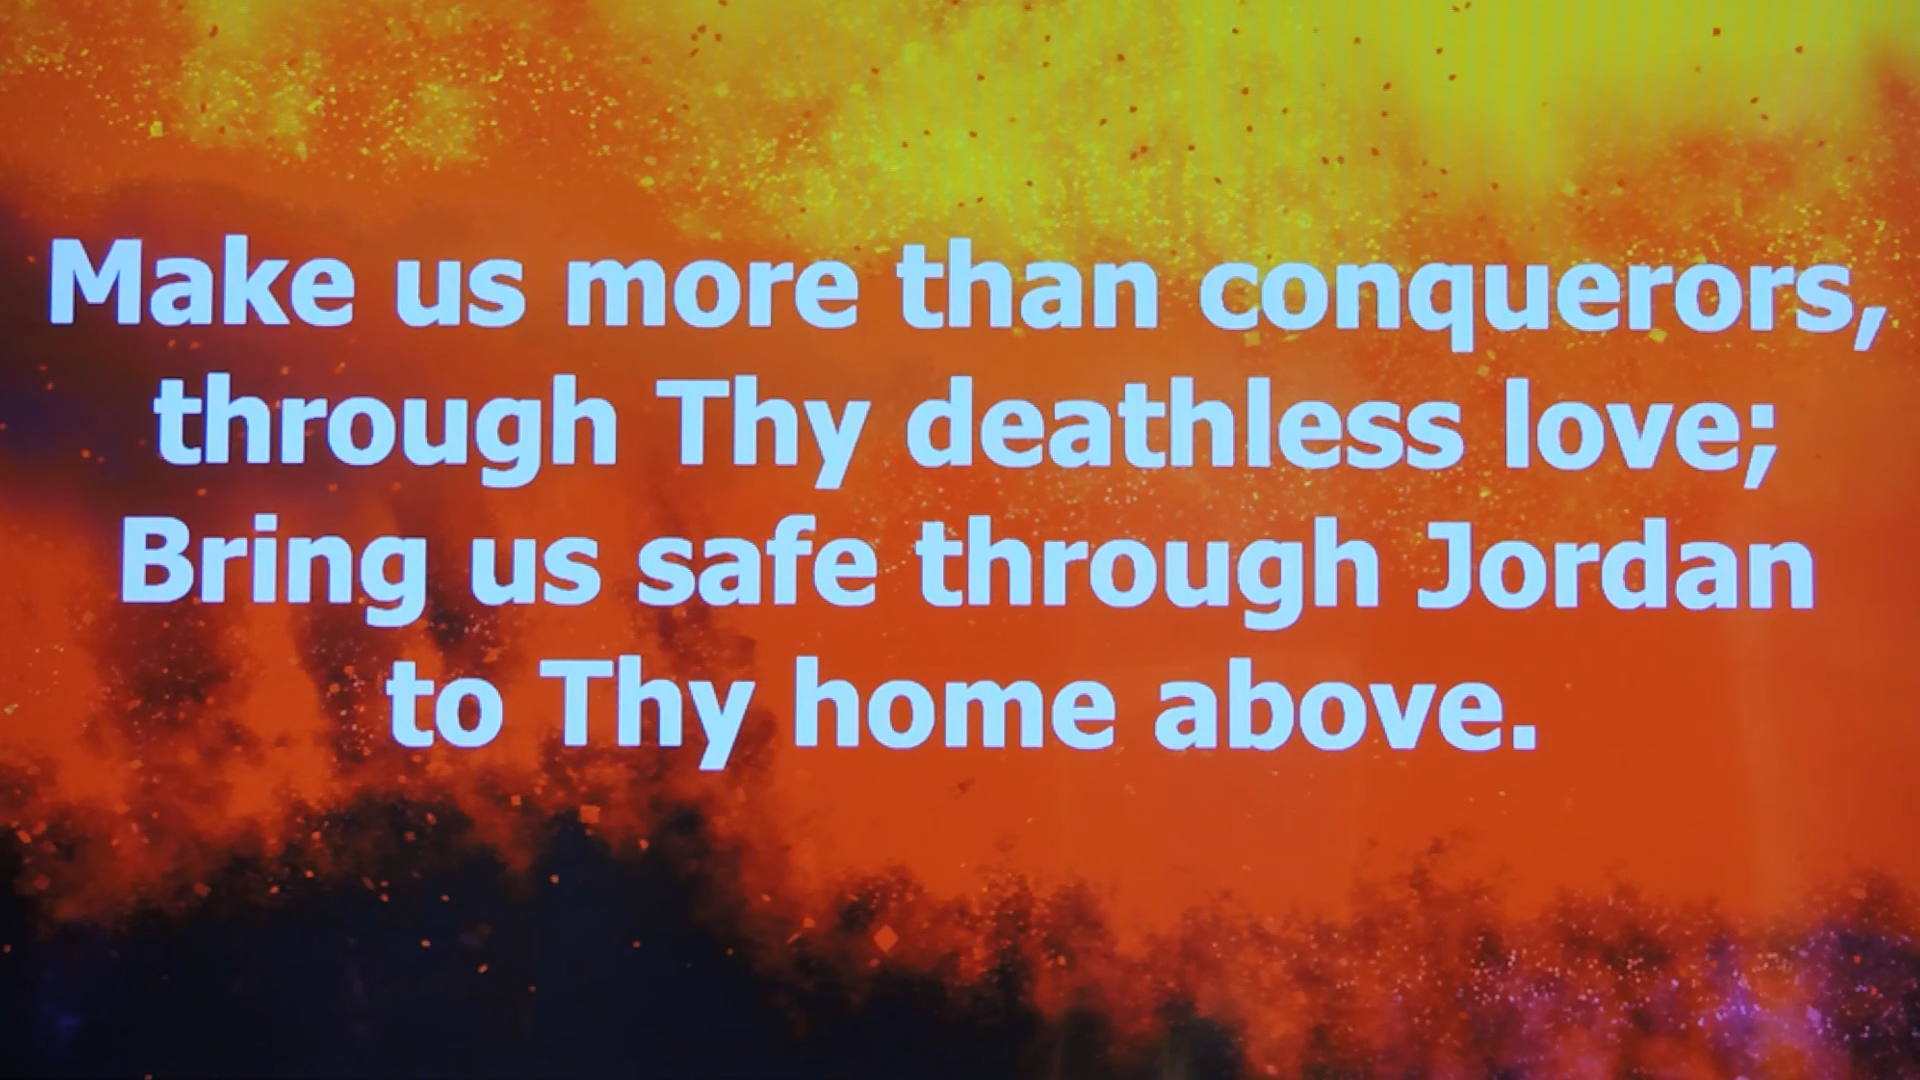 Make us more than conquerors,
through Thy deathless love;
Bring us safe through Jordan
to Thy home above.